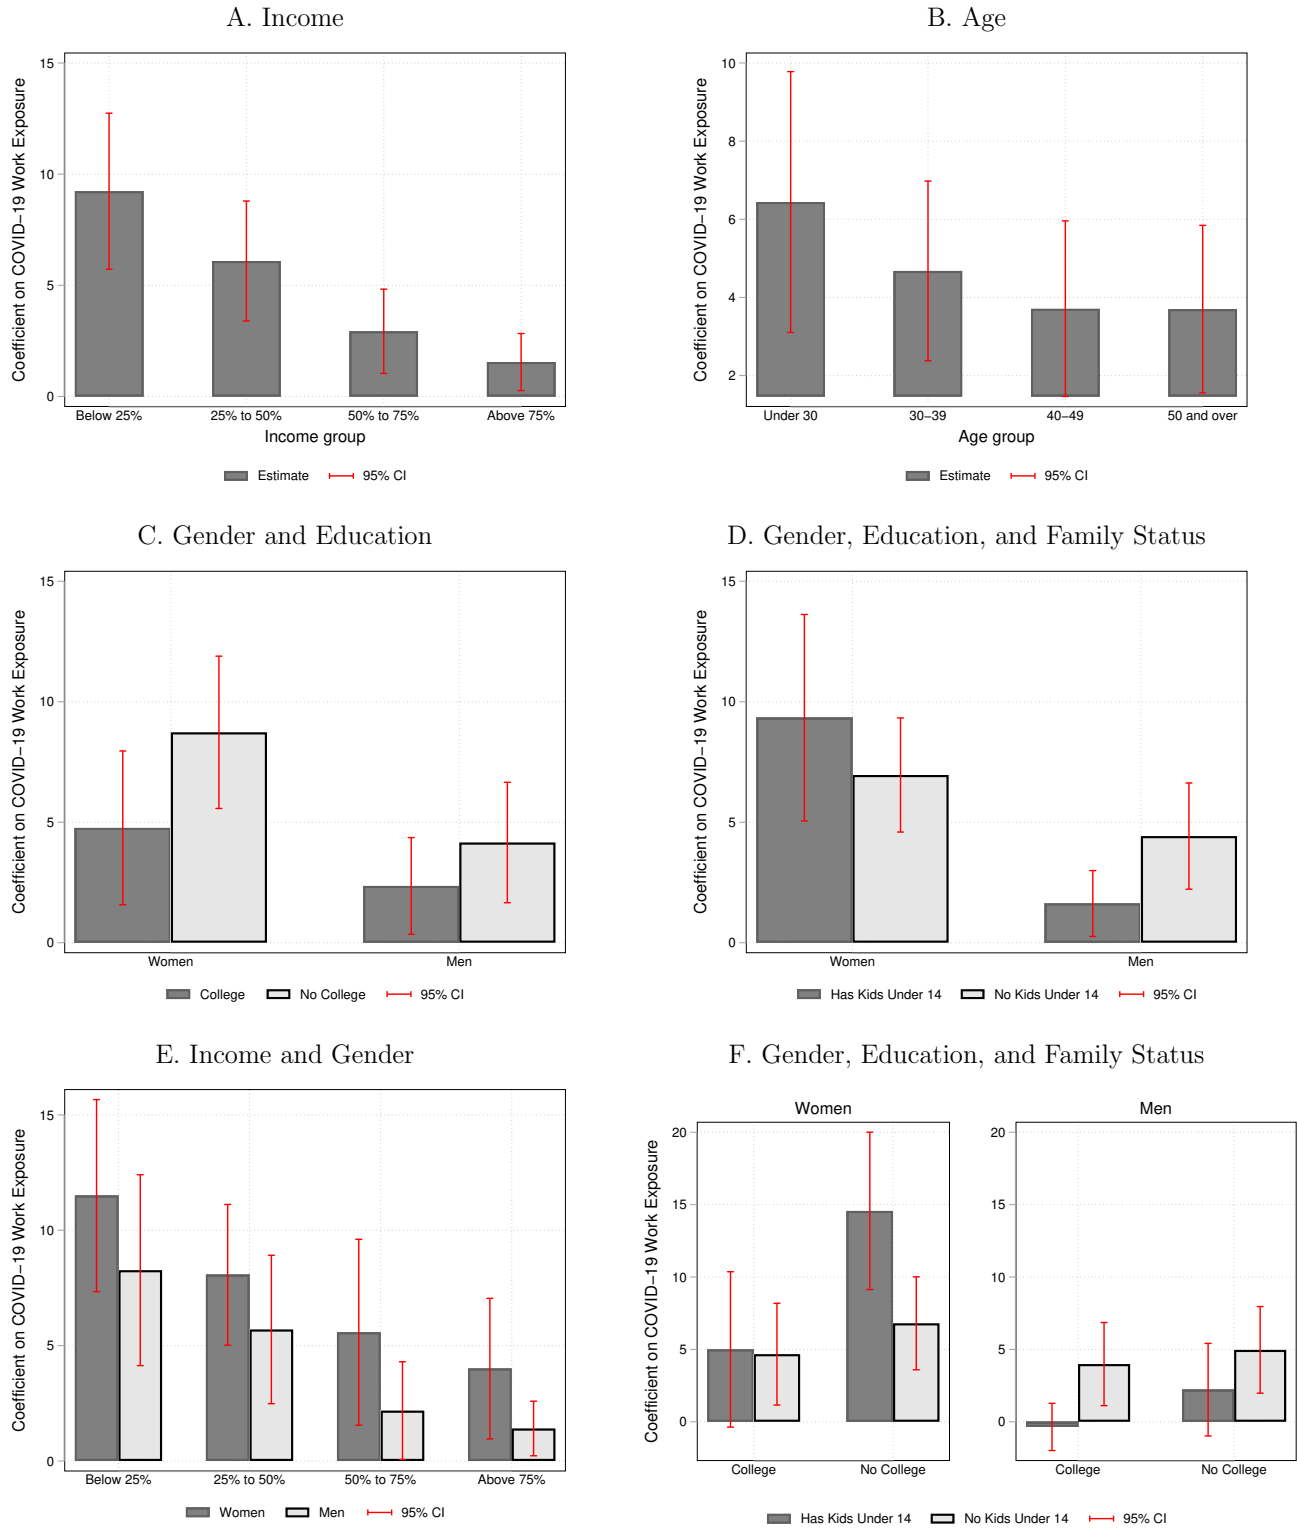 A. Income
Coefficient on COVID−19 Work Exposure
15
10
5
0
Below 25% 25% to 50% 50% to 75% Above 75%
Income group
Estimate 95% CI
B. Age
Coefficient on COVID−19 Work Exposure
10
8
6
4
2
Under 30 30−39 40−49 50 and over
Age group
Estimate 95% CI
C. Gender and Education
Coefficient on COVID−19 Work Exposure
15
10
5
0
Women Men
College No College 95% CI
D. Gender, Education, and Family Status
Coefficient on COVID−19 Work Exposure
15
10
5
0
Women Men
Has Kids Under 14 No Kids Under 14 95% CI
E. Income and Gender
Coefficient on COVID−19 Work Exposure
15
10
5
0
Below 25% 25% to 50% 50% to 75% Above 75%
Women Men 95% CI
F. Gender, Education, and Family Status
Coefficient on COVID−19 Work Exposure
Women
20
15
10
5
0
College No College
Men
20
15
10
5
0
College No College
Has Kids Under 14 No Kids Under 14 95% CI